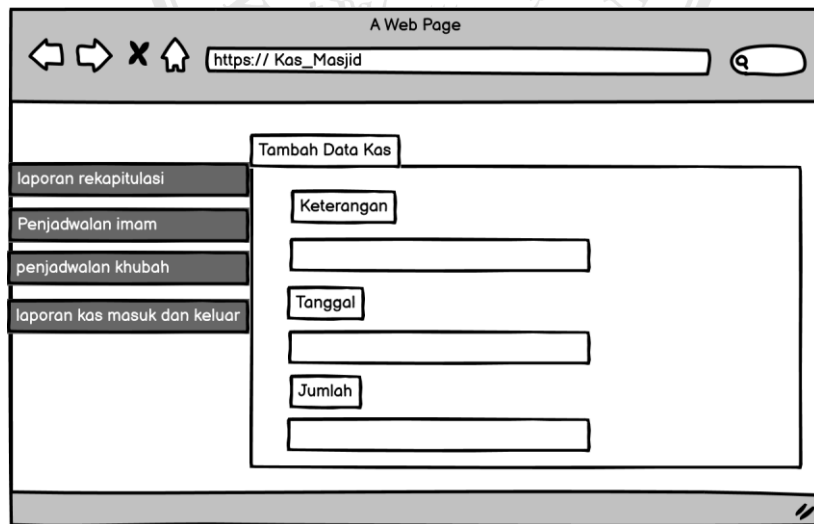 A Web Page
https:// Kas_Masjid
Tambah Data Kas
laporan rekapitulasi
Penjadwalan imam
penjadwalan khubah
laporan kas masuk dan keluar
Keterangan
Tanggal
Jumlah